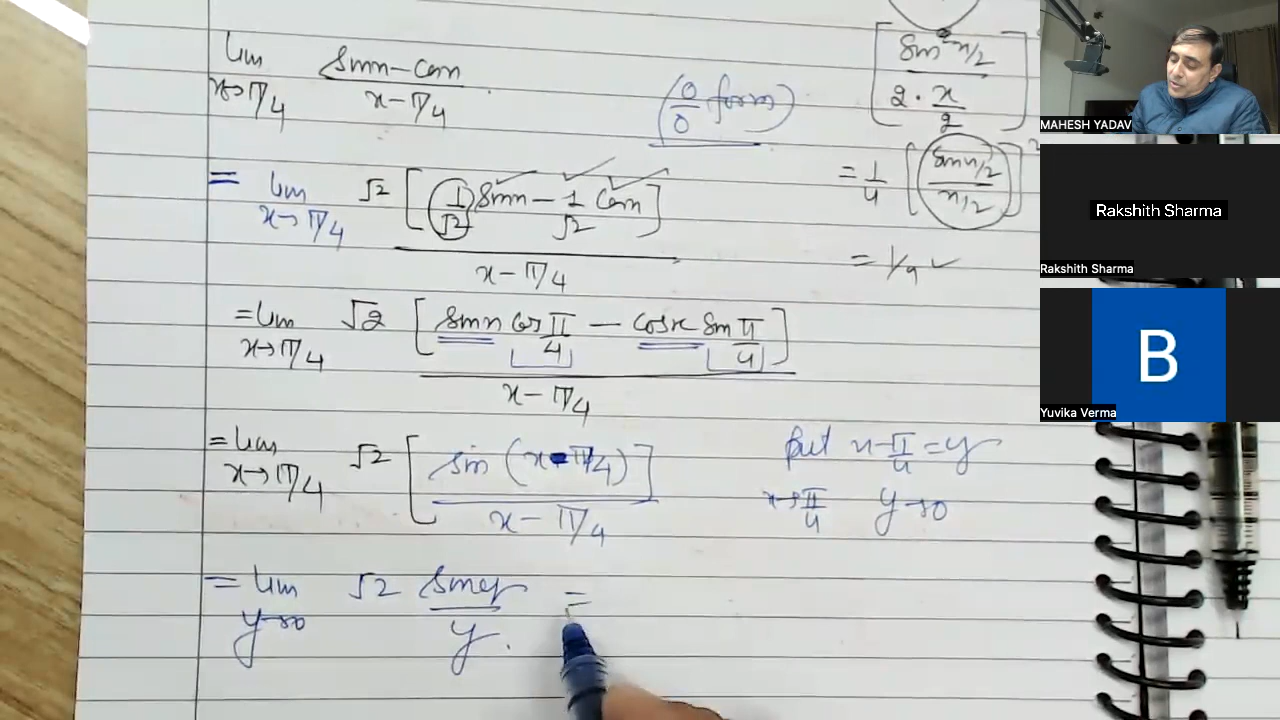 lim x→π/4 sinx - cosx / x - π/4
(0/0 form)
= lim x→π/4 √2 [1/√2 sinx - 1/√2 cosx] / x - π/4
= lim x→π/4 √2 [sinx cos π/4 - cosx sin π/4] / x - π/4
= lim x→π/4 √2 [sin (x - π/4) / x - π/4
put x - π/4 = y
x→π/4 y→0
= lim y→0 √2 siny / y. =
[sin x/2 / 2 · x/2]
= 1/4 [sin x/2 / x/2]²
MAHESH YADAV
Rakshith Sharma
Rakshith Sharma
B
Yuvika Verma